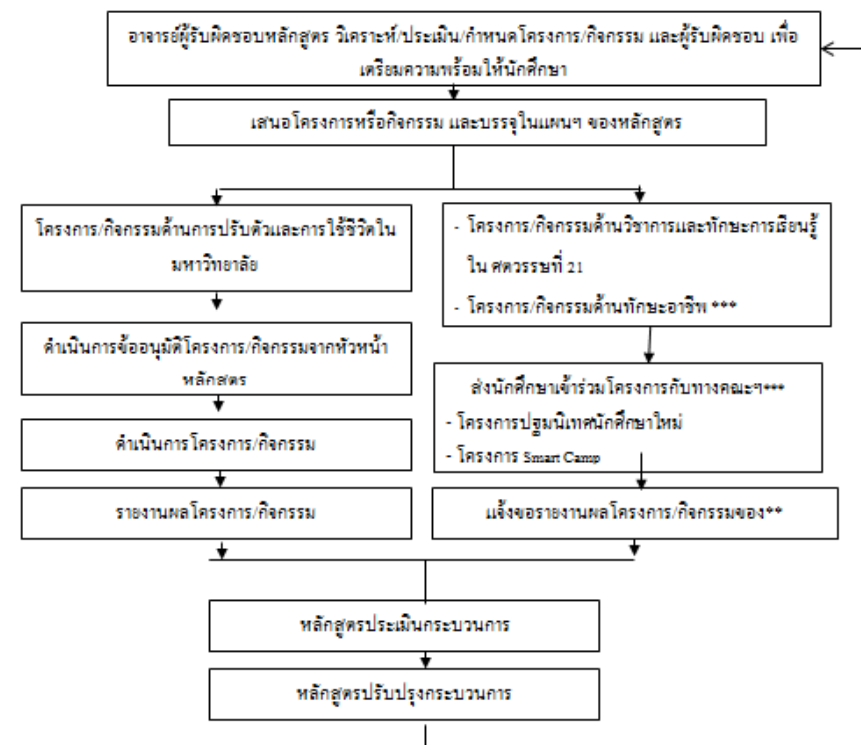 อาจารย์ผู้รับผิดชอบหลักสูตร วิเคราะห์/ประเมิน/กำหนดโครงการ/กิจกรรม และผู้รับผิดชอบ เพื่อ
เตรียมความพร้อมให้นักศึกษา
เสนอโครงการหรือกิจกรรม และบรรจุในแผนฯ ของหลักสูตร
โครงการ/กิจกรรมด้านการปรับตัวและการใช้ชีวิตใน
มหาวิทยาลัย
ดำเนินการข้ออนุมัติโครงการ/กิจกรรมจากหัวหน้า
หลักสูตร
ดำเนินการโครงการ/กิจกรรม
รายงานผลโครงการ/กิจกรรม
- โครงการ/กิจกรรมด้านวิชาการและทักษะการเรียนรู้
ใน ศตวรรษที่ 21
- โครงการ/กิจกรรมด้านทักษะอาชีพ ***
ส่งนักศึกษาเข้าร่วมโครงการกับทางคณะฯ***
- โครงการปฐมนิเทศนักศึกษาใหม่
- โครงการ Smart Camp
แจ้งขอรายงานผลโครงการ/กิจกรรมของ**
หลักสูตรประเมินกระบวนการ
หลักสูตรปรับปรุงกระบวนการ